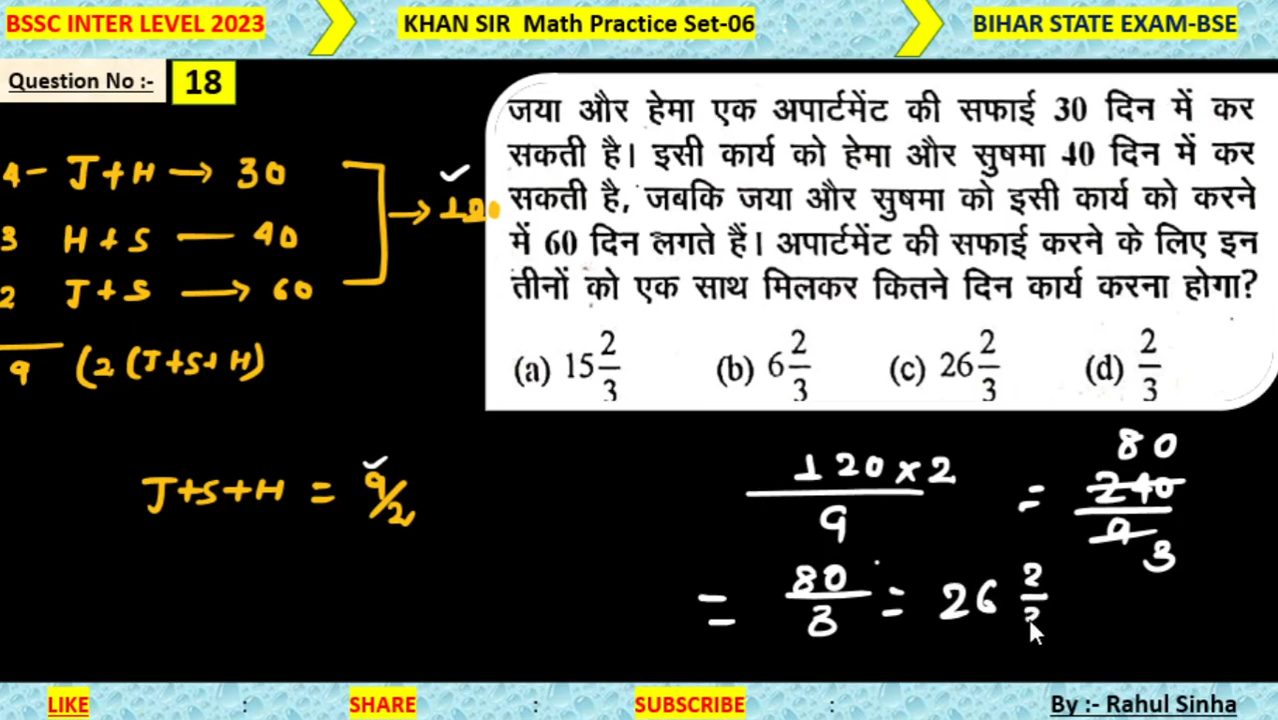 BSSC INTER LEVEL 2023
KHAN SIR Math Practice Set-06
BIHAR STATE EXAM-BSE
Question No :- 18
जया और हेमा एक अपार्टमेंट की सफाई 30 दिन में कर
सकती है। इसी कार्य को हेमा और सुषमा 40 दिन में कर
सकती है, जबकि जया और सुषमा को इसी कार्य को करने
में 60 दिन लगते हैं। अपार्टमेंट की सफाई करने के लिए इन
तीनों को एक साथ मिलकर कितने दिन कार्य करना होगा?
(a) 15 2/3 (b) 6 2/3 (c) 26 2/3 (d) 2/3
4 - J+H → 30
3 H+S — 40
2 J+S → 60
→ 120
9 (2 (J+S+H)
J+S+H = 9/2
120×2/9 = 240/9 80 3
= 80/3 = 26 2/3
LIKE : SHARE : SUBSCRIBE : By :- Rahul Sinha